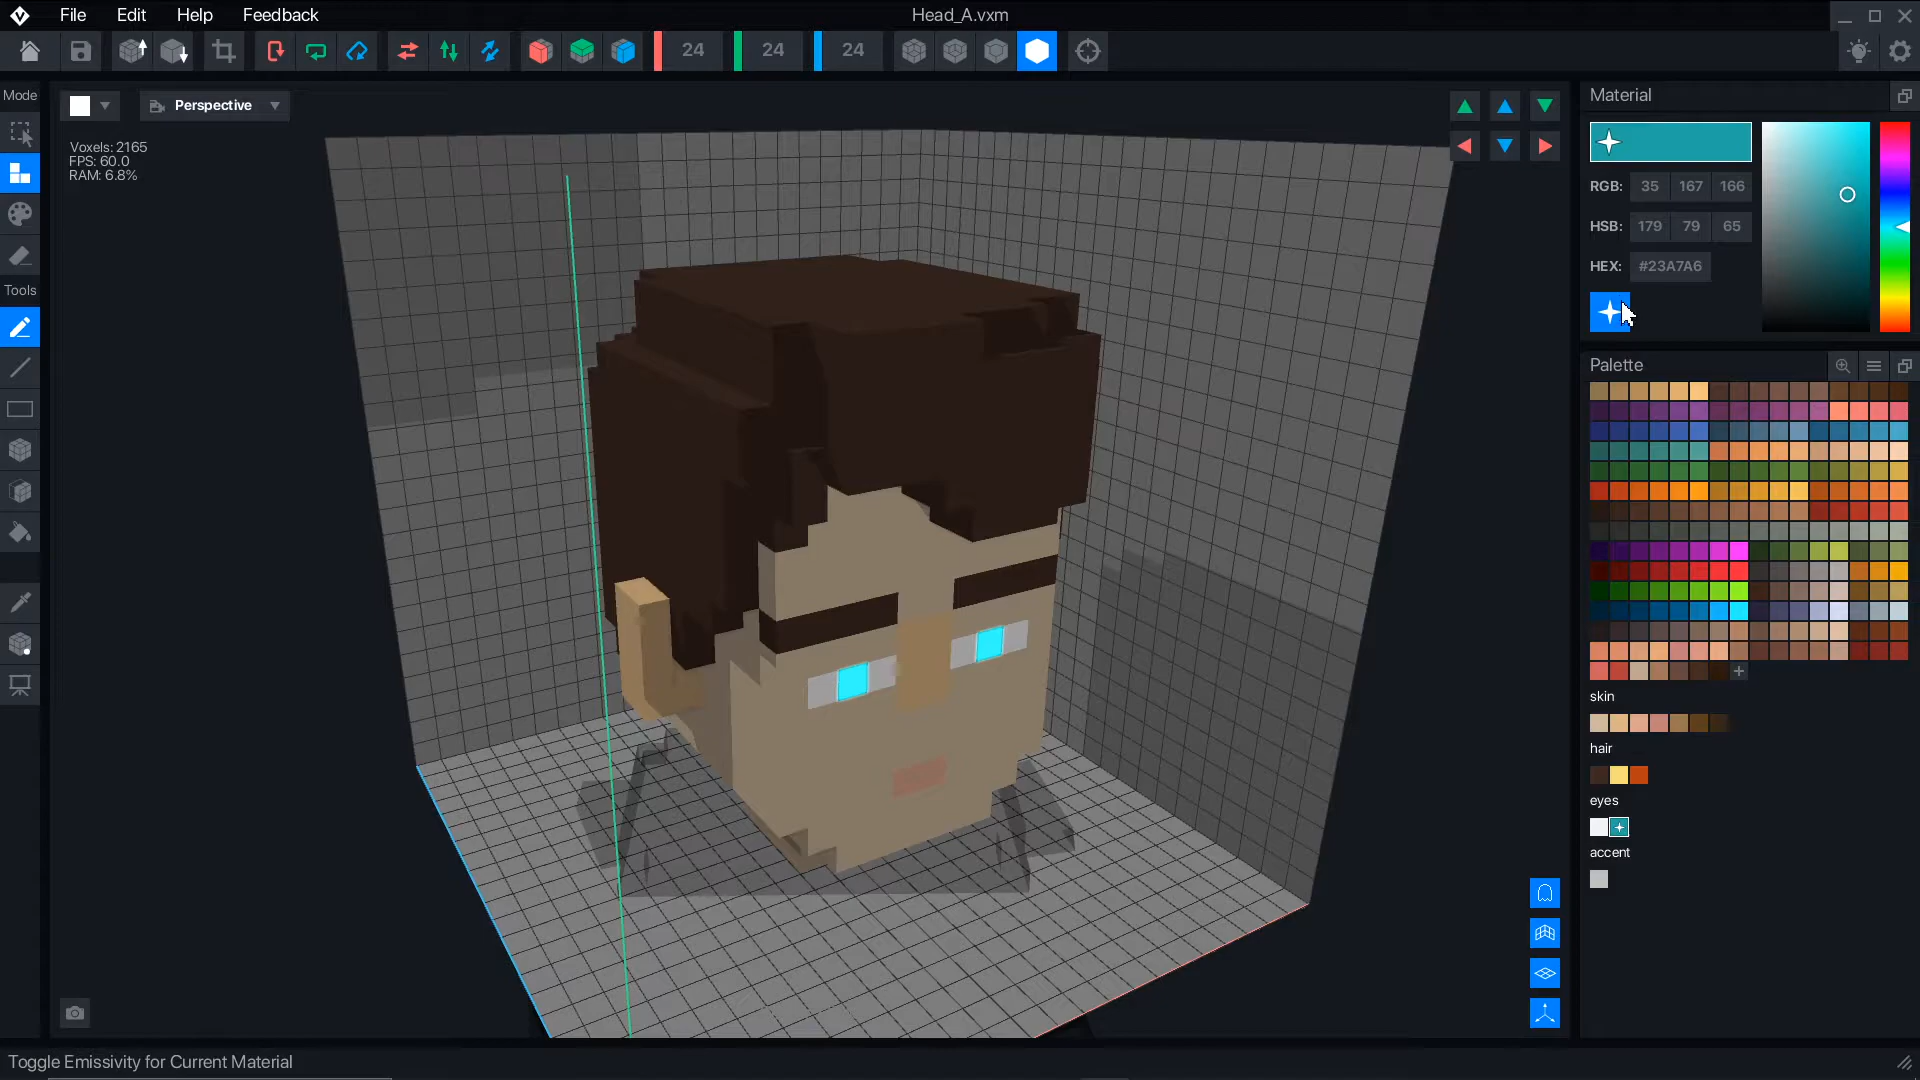 File Edit Help Feedback Head_A.vxm
24 24 24
Mode
Perspective
Voxels: 2165
FPS: 60.0
RAM: 6.8%
Tools
Material
RGB: 35 167 166
HSB: 179 79 65
HEX: #23A7A6
Palette
skin
hair
eyes
accent
Toggle Emissivity for Current Material